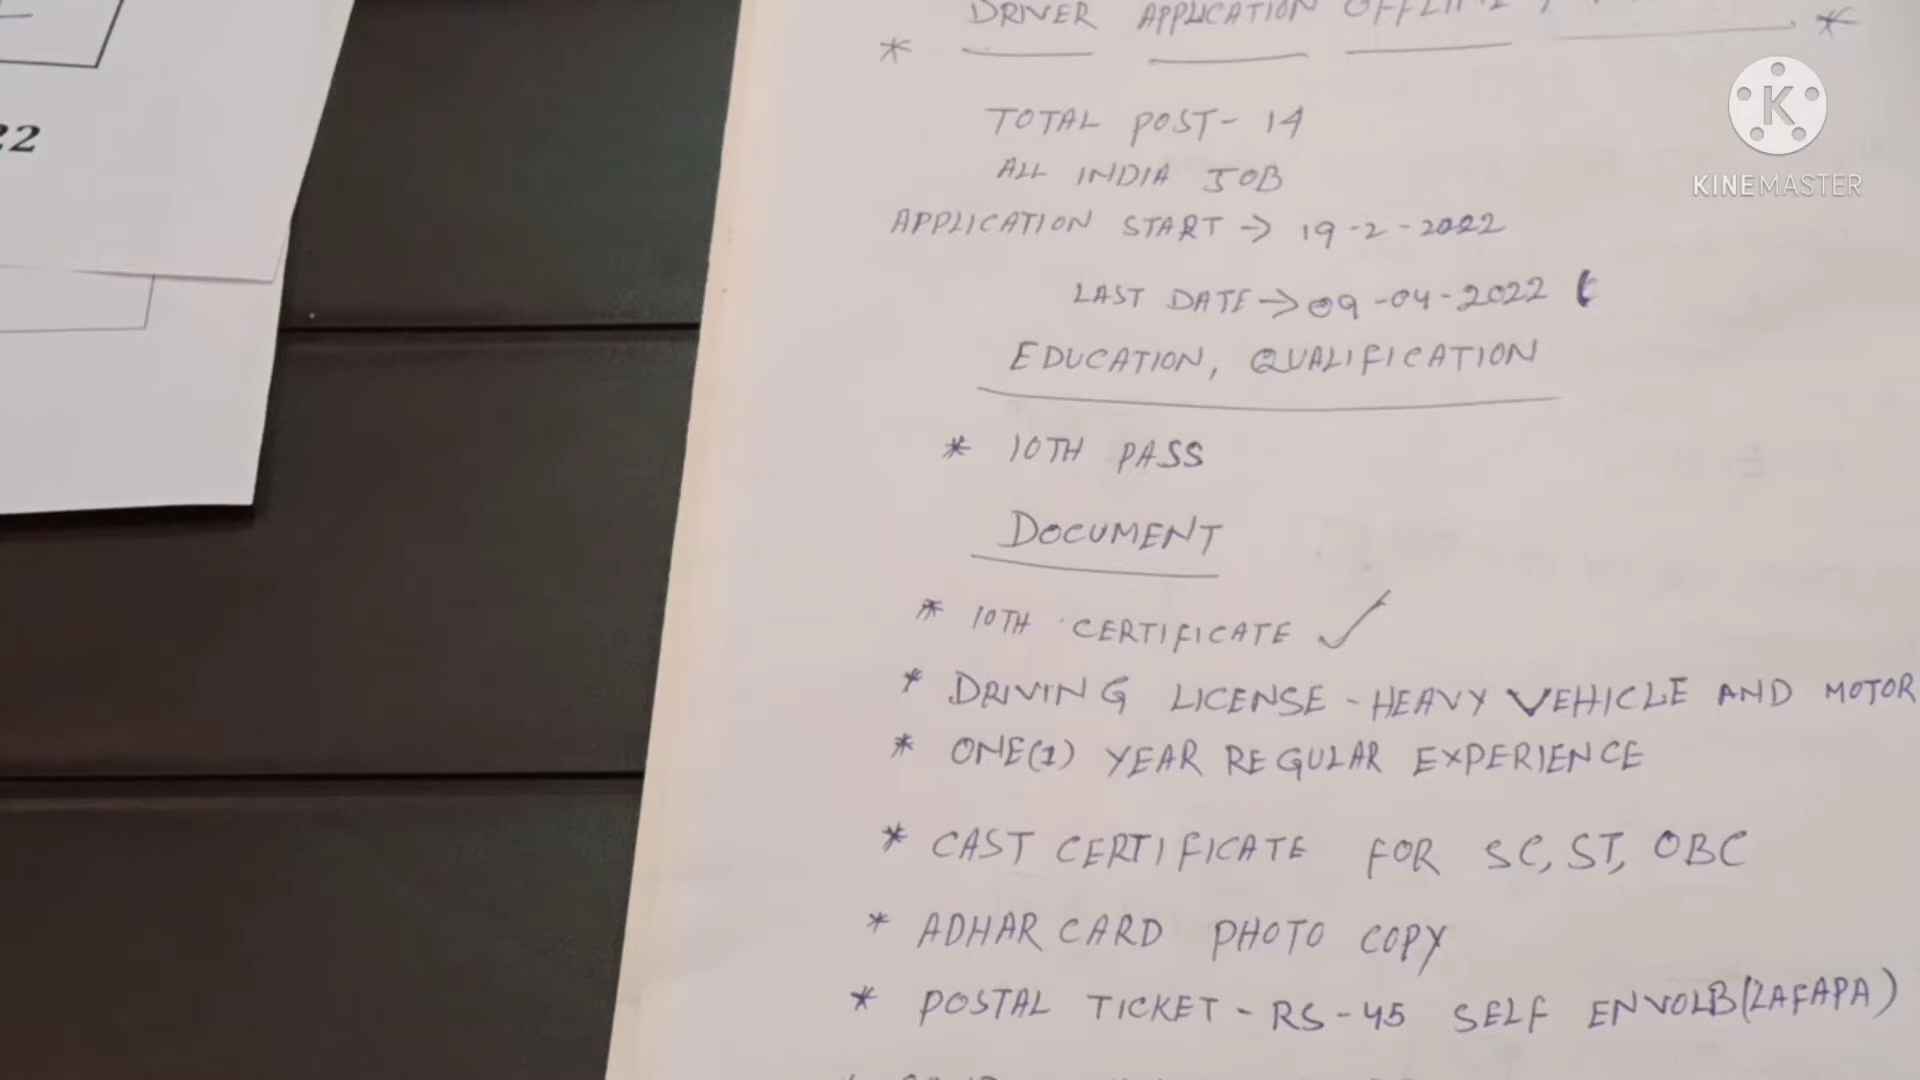 22
DRIVER APPLICATION
* *
TOTAL POST- 14
ALL INDIA JOB
APPLICATION START → 19-2-2022
LAST DATE → 09-04-2022 (
EDUCATION, QUALIFICATION
* 10TH PASS
DOCUMENT
* 10TH CERTIFICATE ✓
* DRIVING LICENSE - HEAVY VEHICLE AND MOTOR
* ONE(1) YEAR REGULAR EXPERIENCE
* CAST CERTIFICATE FOR SC, ST, OBC
* ADHAR CARD PHOTO COPY
* POSTAL TICKET - RS-45 SELF ENVOLB(LAFAPA)
K
KINEMASTER